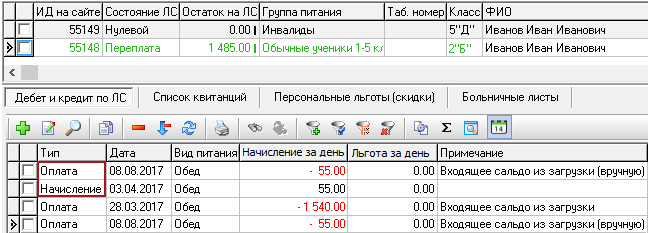 ИД на сайте Состояние ЛС Остаток на ЛС Группа питания Таб. номер Класс ФИО
55149 Нулевой 0.00 Инвалиды 5"Д" Иванов Иван Иванович
55148 Переплата 1 485.00 Обычные ученики 1-5 кл 2"Б" Иванов Иван Иванович
Дебет и кредит по ЛС Список квитанций Персональные льготы (скидки) Больничные листы
Σ 14
Тип Дата Вид питания Начисление за день Льгота за день Примечание
Оплата 08.08.2017 Обед - 55.00 0.00 Входящее сальдо из загрузки (вручную)
Начисление 03.04.2017 Обед 55.00 0.00
Оплата 28.03.2017 Обед - 1 540.00 0.00 Входящее сальдо из загрузки
Оплата 08.08.2017 Обед - 55.00 0.00 Входящее сальдо из загрузки (вручную)